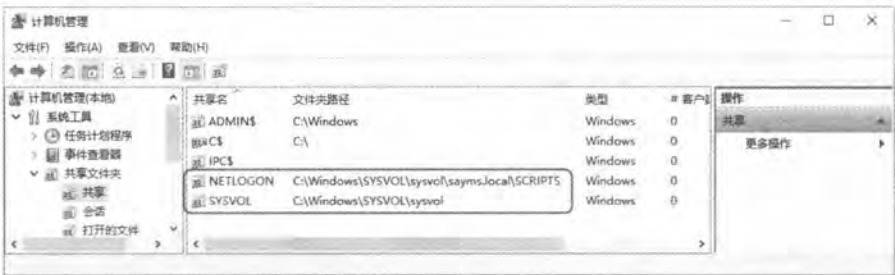 计算机管理
文件(F) 操作(A) 查看(V) 帮助(H)
计算机管理(本地)
系统工具
任务计划程序
事件查看器
共享文件夹
共享
会话
打开的文件
共享名 文件夹路径 类型 # 客户端
ADMIN$ C:\Windows Windows 0
C$ C:\ Windows 0
IPC$ Windows 0
NETLOGON C:\Windows\SYSVOL\sysvol\sayms.local\SCRIPTS Windows 0
SYSVOL C:\Windows\SYSVOL\sysvol Windows 0
操作
共享
更多操作